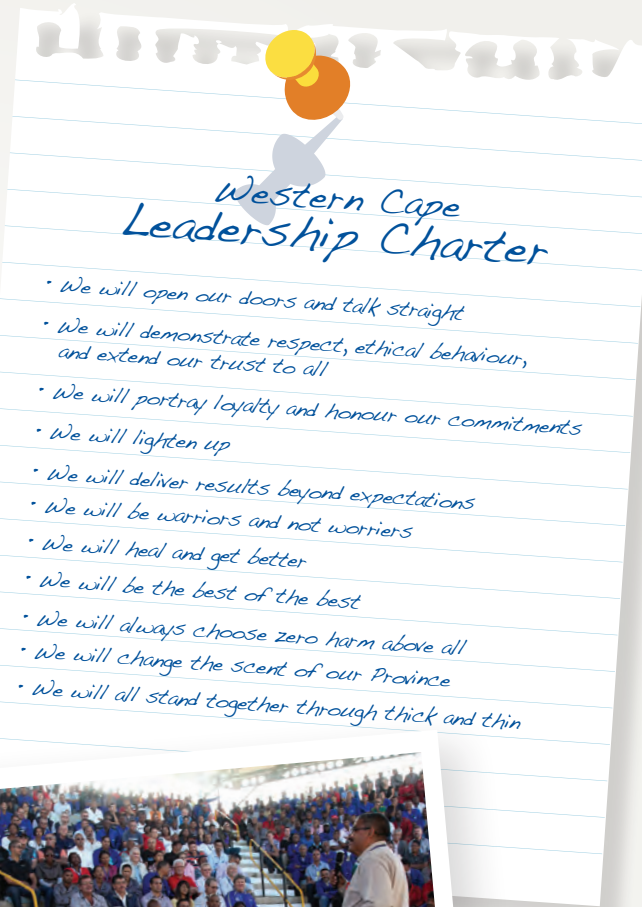 Western Cape
Leadership Charter
• We will open our doors and talk straight
• We will demonstrate respect, ethical behaviour,
and extend our trust to all
• We will portray loyalty and honour our commitments
• We will lighten up
• We will deliver results beyond expectations
• We will be warriors and not worriers
• We will heal and get better
• We will be the best of the best
• We will always choose zero harm above all
• We will change the scent of our Province
• We will all stand together through thick and thin